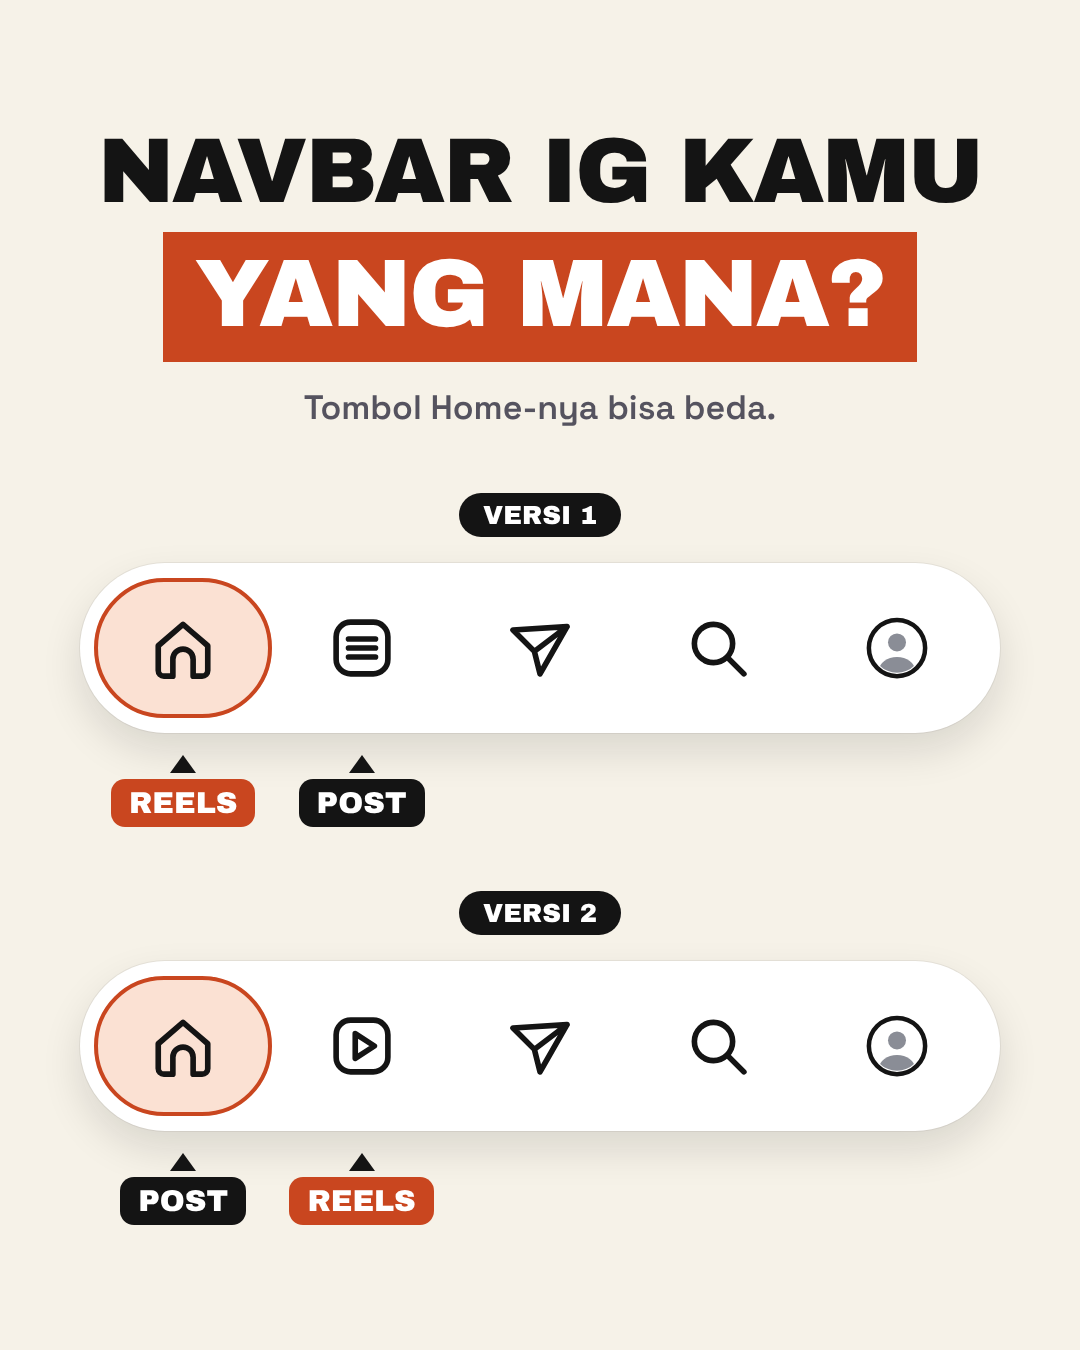 NAVBAR IG KAMU
YANG MANA?
Tombol Home-nya bisa beda.
VERSI 1
REELS
POST
VERSI 2
POST
REELS